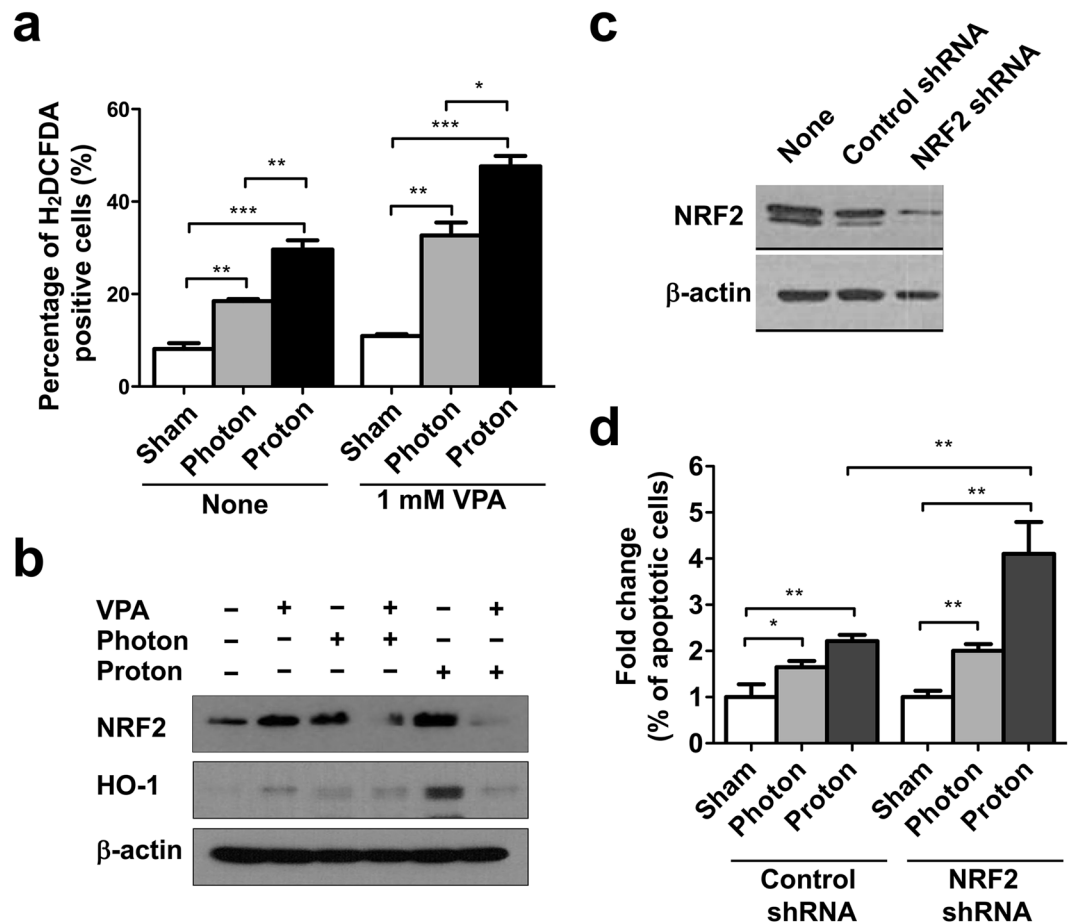 a
Percentage of H₂DCFDA
positive cells (%)
60
40
20
0
*
***
**
**
***
**
Sham
Photon
Proton
Sham
Photon
Proton
None
1 mM VPA
b
VPA – + – + – +
Photon – – + + – –
Proton – – – – + +
NRF2
HO-1
β-actin
c
None
Control shRNA
NRF2 shRNA
NRF2
β-actin
d
Fold change
(% of apoptotic cells)
6
5
4
3
2
1
0
**
**
**
**
*
Sham
Photon
Proton
Sham
Photon
Proton
Control
shRNA
NRF2
shRNA